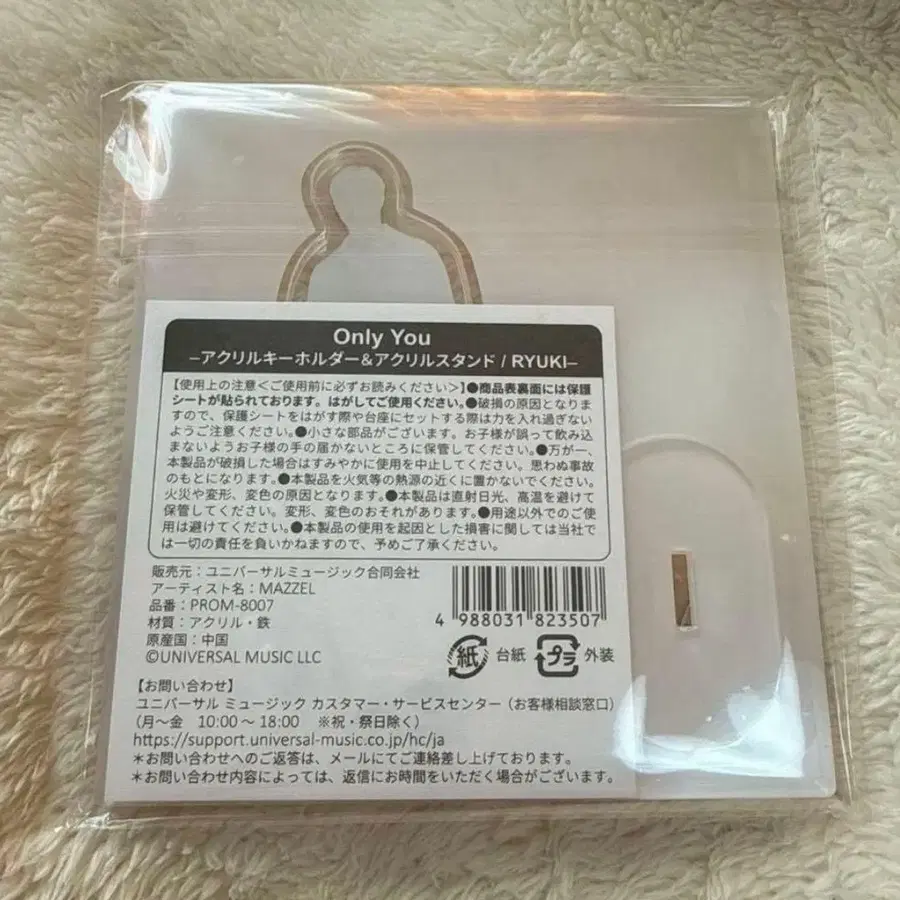 Only You
–アクリルキーホルダー&アクリルスタンド / RYUKI–
【使用上の注意＜ご使用前に必ずお読みください＞】●商品表裏面には保護
シートが貼られております。はがしてご使用ください。●破損の原因となりま
すので、保護シートをはがす際や台座にセットする際は力を入れ過ぎない
ようご注意ください。●小さな部品がございます。お子様が誤って飲み込
まないようお子様の手の届かないところに保管してください。●万が一、
本製品が破損した場合はすみやかに使用を中止してください。思わぬ事故
のもとになります。●本製品を火気等の熱源の近くに置かないでください。
火災や変形、変色の原因となります。●本製品は直射日光、高温を避けて
保管してください。変形、変色のおそれがあります。●用途以外でのご使
用は避けてください。●本製品の使用を起因とした損害に関しては当社で
は一切の責任を負いかねますので、予めご了承ください。
販売元：ユニバーサルミュージック合同会社
アーティスト名：MAZZEL
品番：PROM-8007
材質：アクリル・鉄
原産国：中国
©UNIVERSAL MUSIC LLC
4 988031 823507
紙 台紙 プラ 外装
【お問い合わせ】
ユニバーサル ミュージック カスタマー・サービスセンター（お客様相談窓口）
（月～金　10:00～18:00　※祝・祭日除く）
https://support.universal-music.co.jp/hc/ja
＊お問い合わせへのご返答は、メールにてご連絡差し上げております。
＊お問い合わせ内容によっては、返信にお時間をいただく場合がございます。